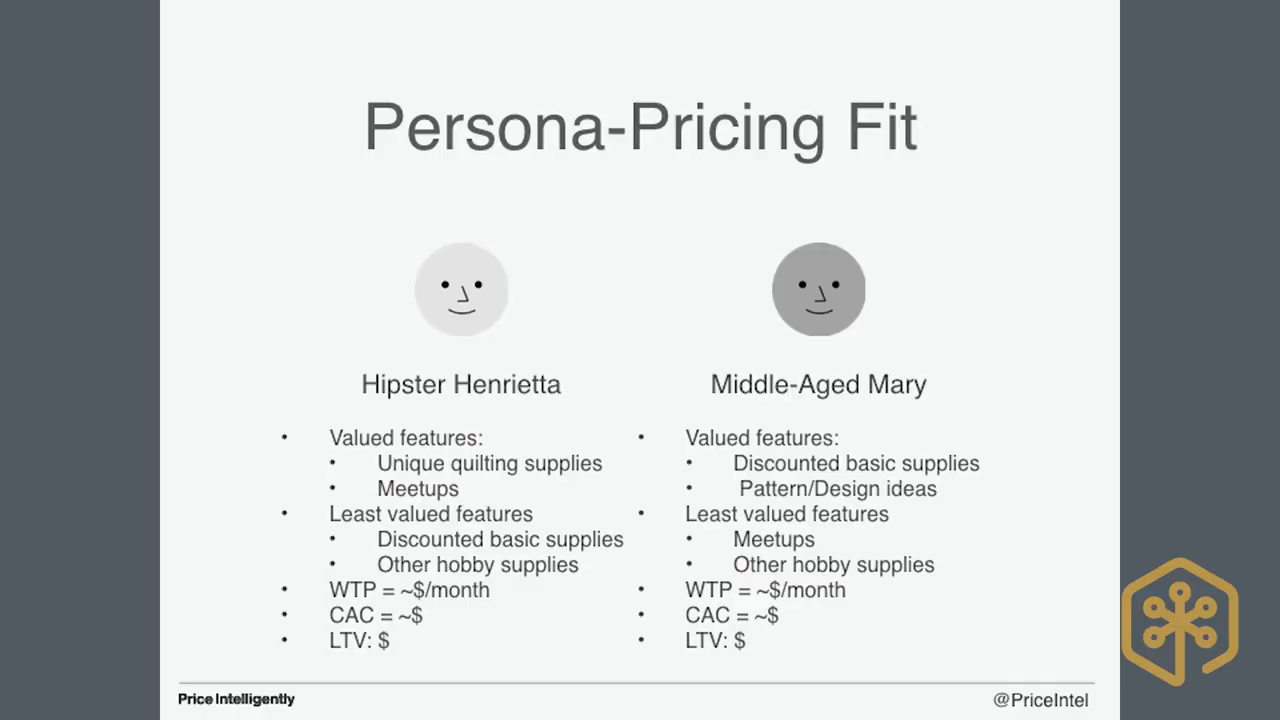 Persona-Pricing Fit
Hipster Henrietta
• Valued features:
• Unique quilting supplies
• Meetups
• Least valued features
• Discounted basic supplies
• Other hobby supplies
• WTP = ~$/month
• CAC = ~$
• LTV: $
Middle-Aged Mary
• Valued features:
• Discounted basic supplies
• Pattern/Design ideas
• Least valued features
• Meetups
• Other hobby supplies
• WTP = ~$/month
• CAC = ~$
• LTV: $
Price Intelligently
@PriceIntel